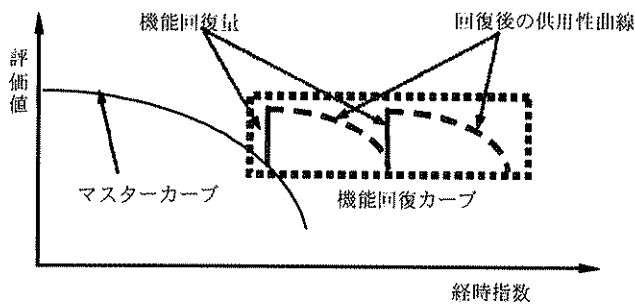 機能回復量
回復後の供用性曲線
評価値
マスターカーブ
機能回復カーブ
経時指数